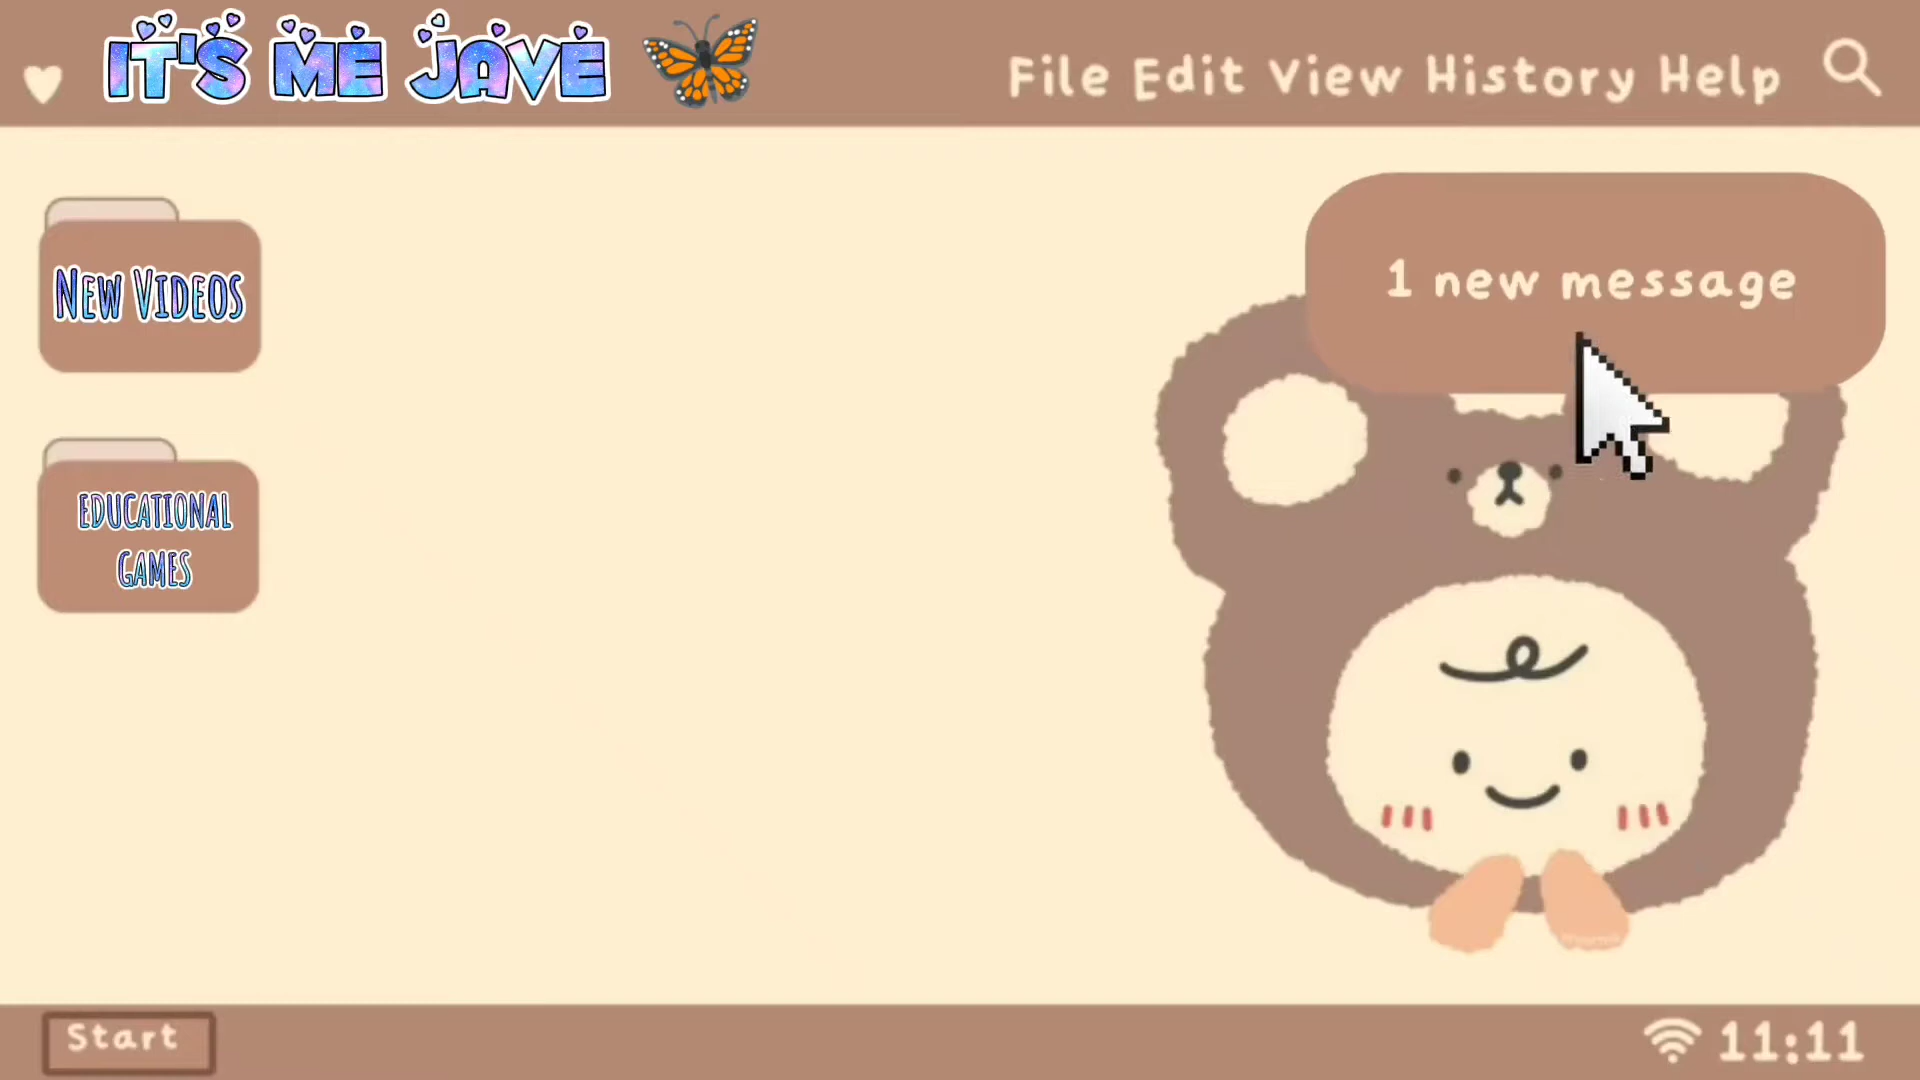 IT'S ME JAVE
File Edit View History Help
1 new message
New Videos
EDUCATIONAL
GAMES
Start
11:11